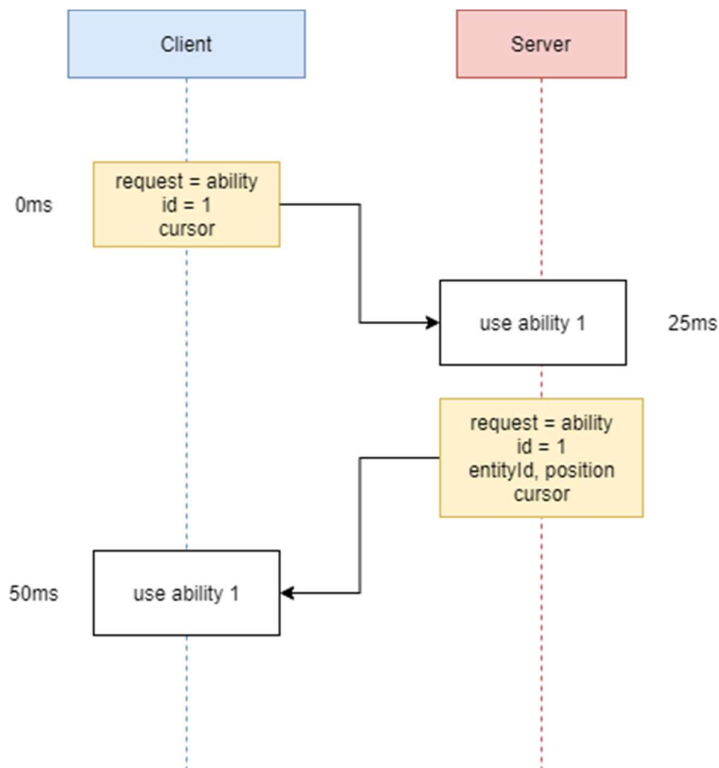 Client
Server
0ms
request = ability
id = 1
cursor
use ability 1
25ms
request = ability
id = 1
entityId, position
cursor
50ms
use ability 1